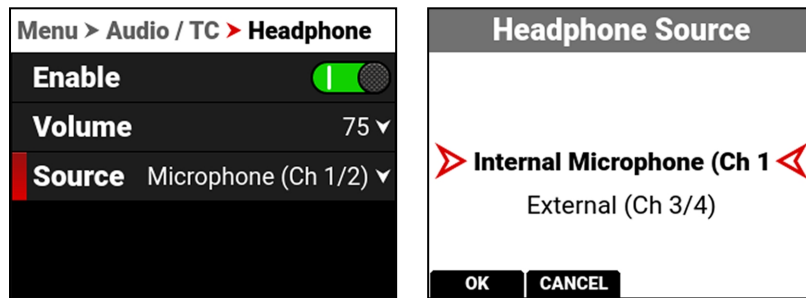 Menu > Audio / TC > Headphone
Enable
Volume 75
Source Microphone (Ch 1/2)
Headphone Source
Internal Microphone (Ch 1
External (Ch 3/4)
OK CANCEL